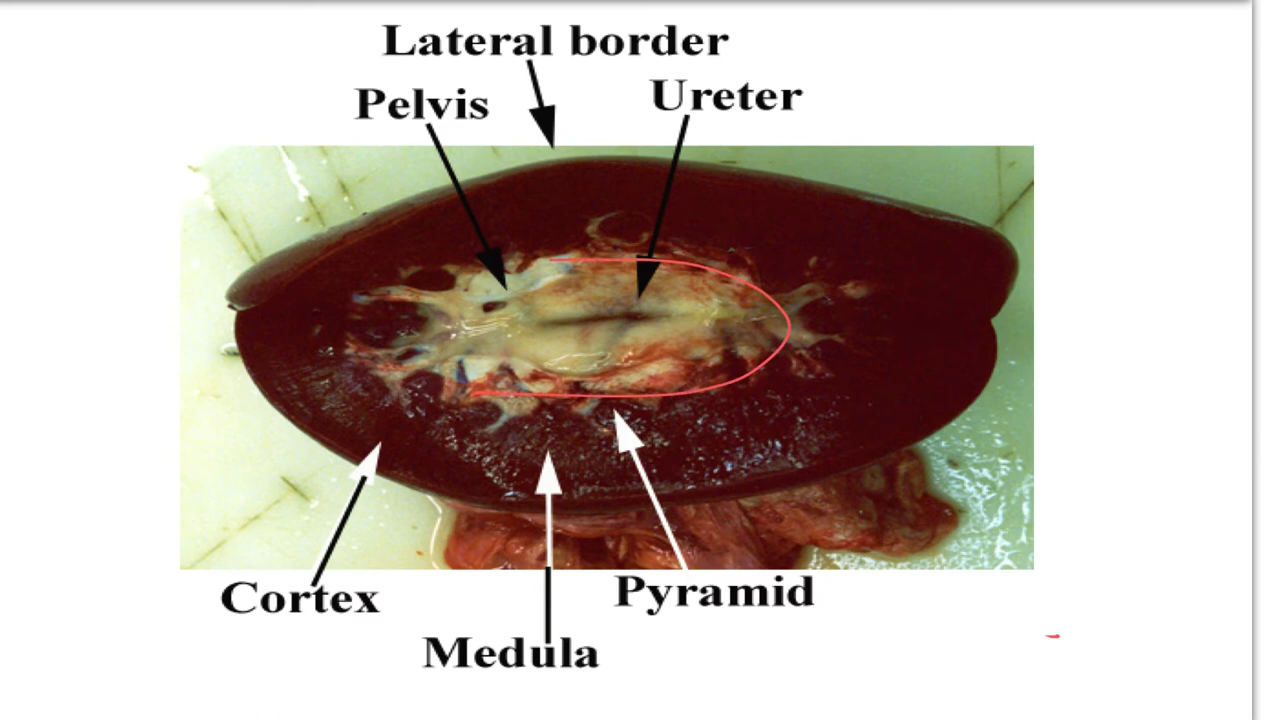 Lateral border
Pelvis
Ureter
Cortex
Pyramid
Medula